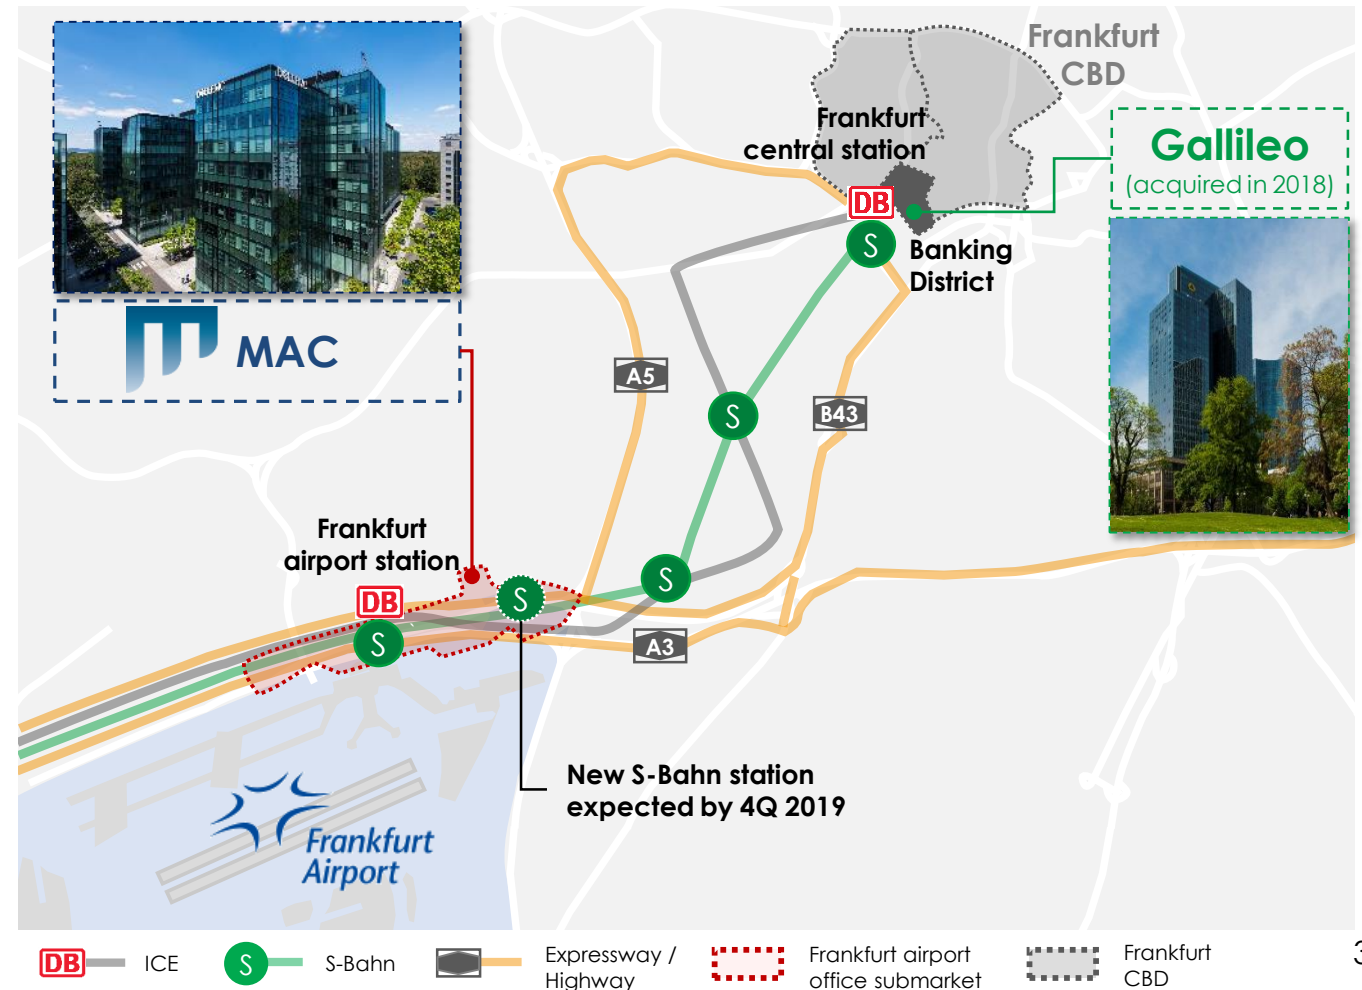 Frankfurt
CBD
Frankfurt
central station
DB
S
Gallileo
(acquired in 2018)
Banking
District
MAC
A5
B43
S
Frankfurt
airport station
DB
S
S
S
A3
New S-Bahn station
expected by 4Q 2019
Frankfurt
Airport
DB
ICE
S
S-Bahn
Expressway /
Highway
Frankfurt airport
office submarket
Frankfurt
CBD
3